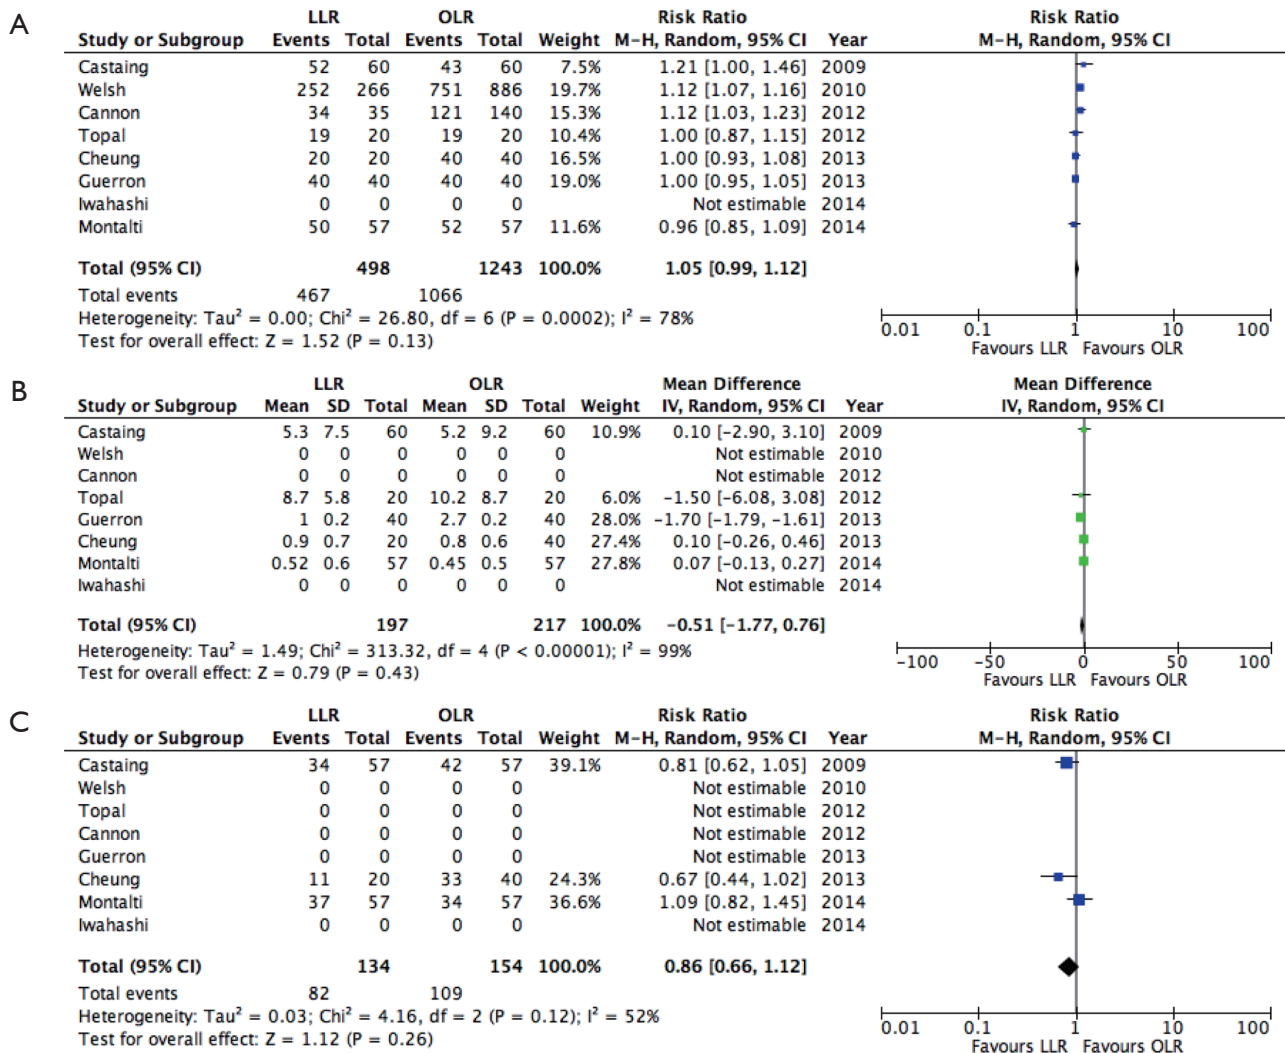 A
LLR OLR Risk Ratio Risk Ratio
Study or Subgroup Events Total Events Total Weight M-H, Random, 95% CI Year M-H, Random, 95% CI
Castaing 52 60 43 60 7.5% 1.21 [1.00, 1.46] 2009
Welsh 252 266 751 886 19.7% 1.12 [1.07, 1.16] 2010
Cannon 34 35 121 140 15.3% 1.12 [1.03, 1.23] 2012
Topal 19 20 19 20 10.4% 1.00 [0.87, 1.15] 2012
Cheung 20 20 40 40 16.5% 1.00 [0.93, 1.08] 2013
Guerron 40 40 40 40 19.0% 1.00 [0.95, 1.05] 2013
Iwahashi 0 0 0 0 Not estimable 2014
Montalti 50 57 52 57 11.6% 0.96 [0.85, 1.09] 2014
Total (95% CI) 498 1243 100.0% 1.05 [0.99, 1.12]
Total events 467 1066
Heterogeneity: Tau² = 0.00; Chi² = 26.80, df = 6 (P = 0.0002); I² = 78%
Test for overall effect: Z = 1.52 (P = 0.13)
0.01 0.1 1 10 100
Favours LLR Favours OLR
B
LLR OLR Mean Difference Mean Difference
Study or Subgroup Mean SD Total Mean SD Total Weight IV, Random, 95% CI Year IV, Random, 95% CI
Castaing 5.3 7.5 60 5.2 9.2 60 10.9% 0.10 [-2.90, 3.10] 2009
Welsh 0 0 0 0 0 0 Not estimable 2010
Cannon 0 0 0 0 0 0 Not estimable 2012
Topal 8.7 5.8 20 10.2 8.7 20 6.0% -1.50 [-6.08, 3.08] 2012
Guerron 1 0.2 40 2.7 0.2 40 28.0% -1.70 [-1.79, -1.61] 2013
Cheung 0.9 0.7 20 0.8 0.6 40 27.4% 0.10 [-0.26, 0.46] 2013
Montalti 0.52 0.6 57 0.45 0.5 57 27.8% 0.07 [-0.13, 0.27] 2014
Iwahashi 0 0 0 0 0 0 Not estimable 2014
Total (95% CI) 197 217 100.0% -0.51 [-1.77, 0.76]
Heterogeneity: Tau² = 1.49; Chi² = 313.32, df = 4 (P < 0.00001); I² = 99%
Test for overall effect: Z = 0.79 (P = 0.43)
-100 -50 0 50 100
Favours LLR Favours OLR
C
LLR OLR Risk Ratio Risk Ratio
Study or Subgroup Events Total Events Total Weight M-H, Random, 95% CI Year M-H, Random, 95% CI
Castaing 34 57 42 57 39.1% 0.81 [0.62, 1.05] 2009
Welsh 0 0 0 0 Not estimable 2010
Topal 0 0 0 0 Not estimable 2012
Cannon 0 0 0 0 Not estimable 2012
Guerron 0 0 0 0 Not estimable 2013
Cheung 11 20 33 40 24.3% 0.67 [0.44, 1.02] 2013
Montalti 37 57 34 57 36.6% 1.09 [0.82, 1.45] 2014
Iwahashi 0 0 0 0 Not estimable 2014
Total (95% CI) 134 154 100.0% 0.86 [0.66, 1.12]
Total events 82 109
Heterogeneity: Tau² = 0.03; Chi² = 4.16, df = 2 (P = 0.12); I² = 52%
Test for overall effect: Z = 1.12 (P = 0.26)
0.01 0.1 1 10 100
Favours LLR Favours OLR